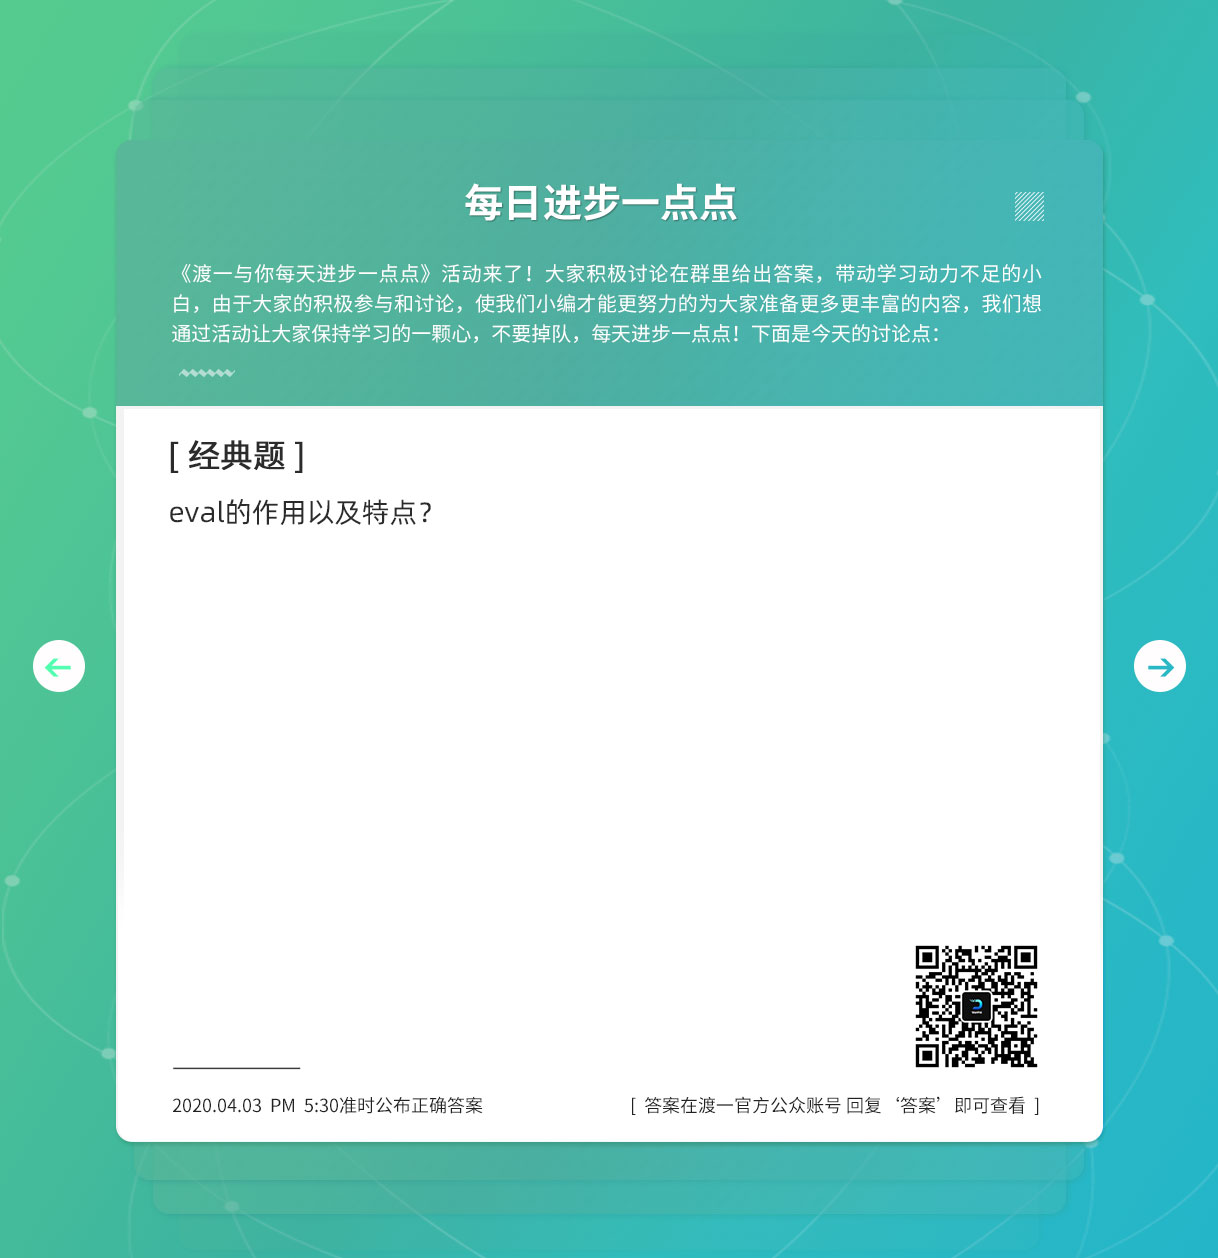 每日进步一点点
《渡一与你每天进步一点点》活动来了！大家积极讨论在群里给出答案，带动学习动力不足的小
白，由于大家的积极参与和讨论，使我们小编才能更努力的为大家准备更多更丰富的内容，我们想
通过活动让大家保持学习的一颗心，不要掉队，每天进步一点点！下面是今天的讨论点：
[ 经典题 ]
eval的作用以及特点？
2020.04.03 PM 5:30准时公布正确答案
[ 答案在渡一官方公众账号 回复‘答案’即可查看 ]